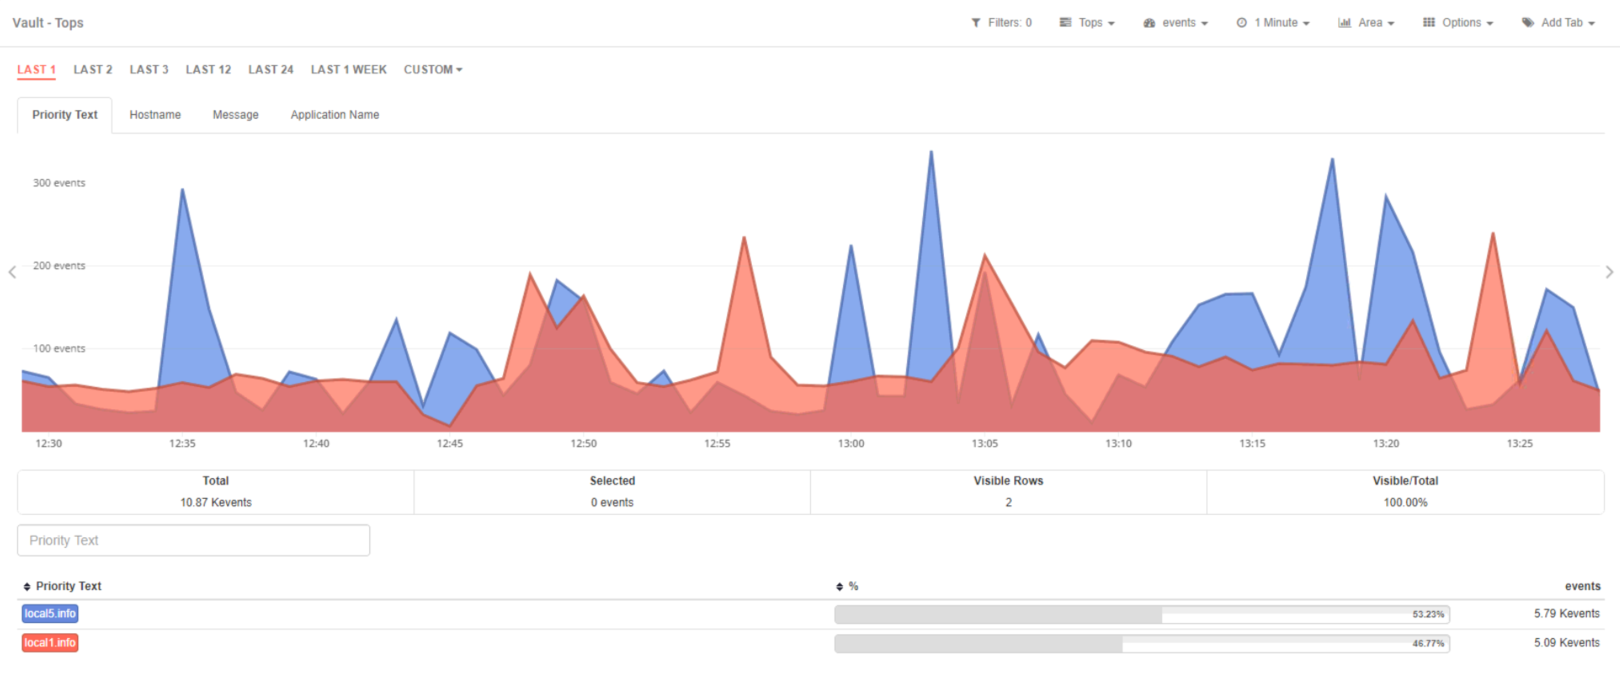 Vault - Tops
Filters: 0 Tops events 1 Minute Area Options Add Tab
LAST 1 LAST 2 LAST 3 LAST 12 LAST 24 LAST 1 WEEK CUSTOM
Priority Text Hostname Message Application Name
300 events
200 events
100 events
12:30 12:35 12:40 12:45 12:50 12:55 13:00 13:05 13:10 13:15 13:20 13:25
Total Selected Visible Rows Visible/Total
10.87 Kevents 0 events 2 100.00%
Priority Text
Priority Text % events
local5.info 53.23% 5.79 Kevents
local1.info 46.77% 5.09 Kevents